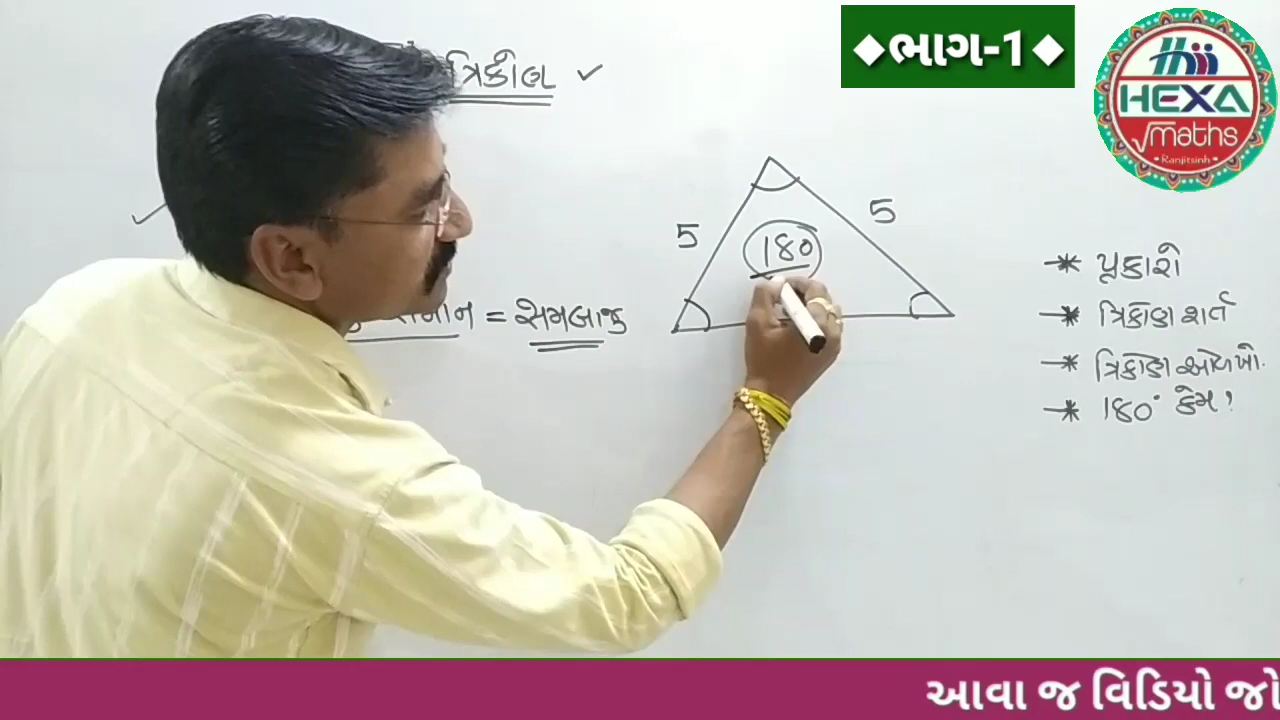 ◆ભાગ-1◆
HEXA
√maths
• Ranjitsinh •
ત્રિકોણ ✓
5
5
180
= સમબાજુ
* પ્રકારો
* ત્રિકોણ શર્ત
* ત્રિકોણ ઓળખો.
* 180° કેમ!
આવા જ વિડિયો જો